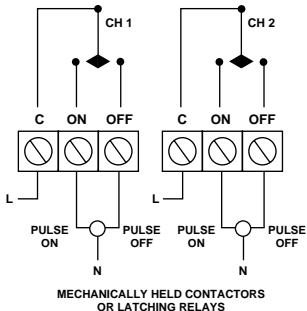 CH 1 CH 2
C ON OFF C ON OFF
L L
PULSE ON PULSE OFF PULSE ON PULSE OFF
N N
MECHANICALLY HELD CONTACTORS
OR LATCHING RELAYS